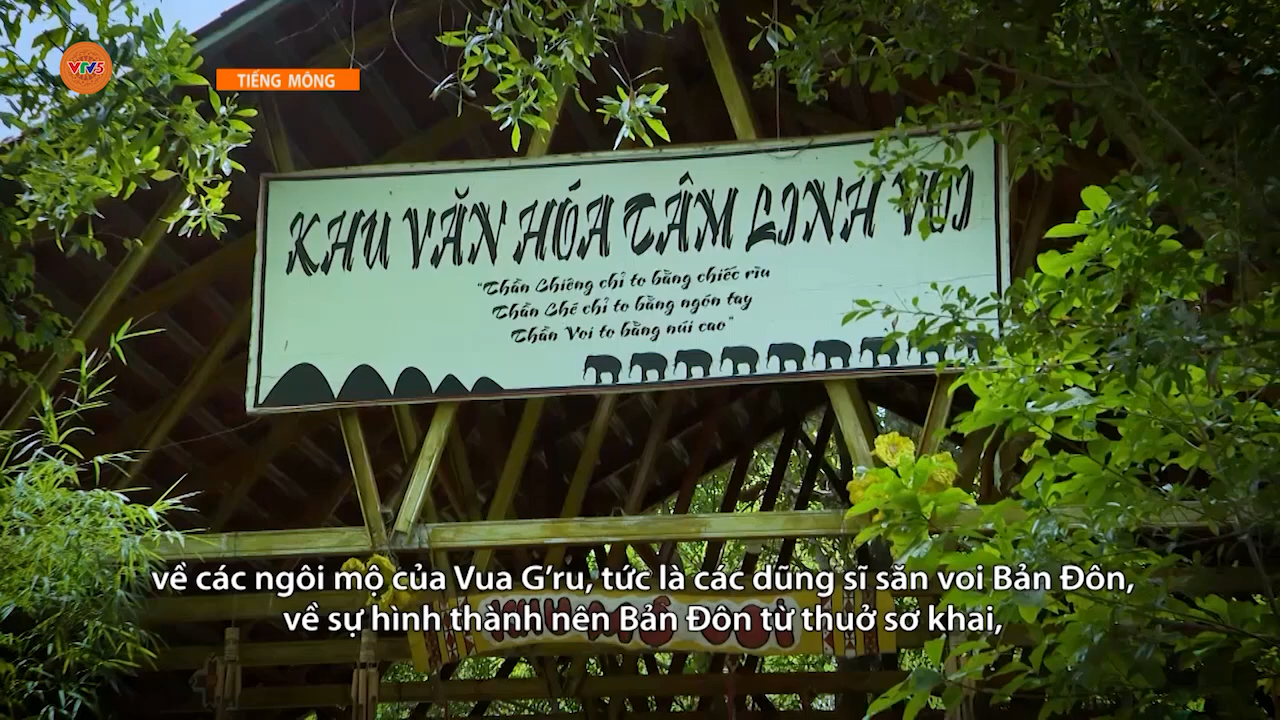 VTV5
TIẾNG MÔNG
KHU VĂN HÓA TÂM LINH VOI
"Thần Chiêng chỉ to bằng chiếc rìu
Thần Ché chỉ to bằng ngón tay
Thần Voi to bằng núi cao"
về các ngôi mộ của Vua G’ru, tức là các dũng sĩ săn voi Bản Đôn,
về sự hình thành nên Bản Đôn từ thuở sơ khai,